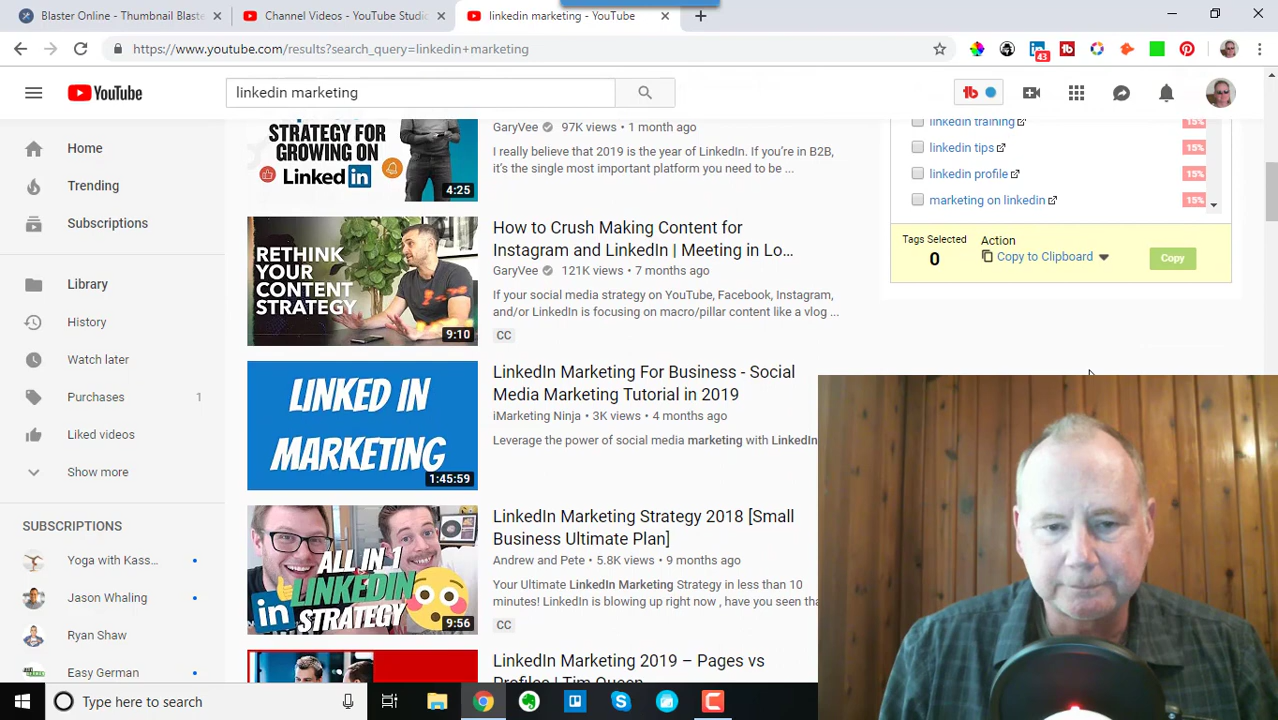 Blaster Online - Thumbnail Blaste
Channel Videos - YouTube Studio
linkedin marketing - YouTube
https://www.youtube.com/results?search_query=linkedin+marketing
43
YouTube
linkedin marketing
Home
Trending
Subscriptions
Library
History
Watch later
Purchases
1
Liked videos
Show more
SUBSCRIPTIONS
Yoga with Kass...
Jason Whaling
Ryan Shaw
Easy German
STRATEGY FOR
GROWING ON
Linked in
4:25
GaryVee 97K views • 1 month ago
I really believe that 2019 is the year of LinkedIn. If you're in B2B,
it's the single most important platform you need to ...
RETHINK
YOUR
CONTENT
STRATEGY
9:10
How to Crush Making Content for
Instagram and LinkedIn | Meeting in Lo...
GaryVee 121K views • 7 months ago
If your social media strategy on YouTube, Facebook, Instagram,
and/or LinkedIn is focusing on macro/pillar content like a vlog ...
CC
LINKED IN
MARKETING
1:45:59
LinkedIn Marketing For Business - Social
Media Marketing Tutorial in 2019
iMarketing Ninja • 3K views • 4 months ago
Leverage the power of social media marketing with LinkedIn
ALL IN 1
LINKEDIN
STRATEGY
in
9:56
LinkedIn Marketing Strategy 2018 [Small
Business Ultimate Plan]
Andrew and Pete • 5.8K views • 9 months ago
Your Ultimate LinkedIn Marketing Strategy in less than 10
minutes! LinkedIn is blowing up right now , have you seen tha
CC
LinkedIn Marketing 2019 – Pages vs
Profiles | Tim Queen
linkedin training
15%
linkedin tips
15%
linkedin profile
15%
marketing on linkedin
15%
Tags Selected
0
Action
Copy to Clipboard
Copy
Type here to search